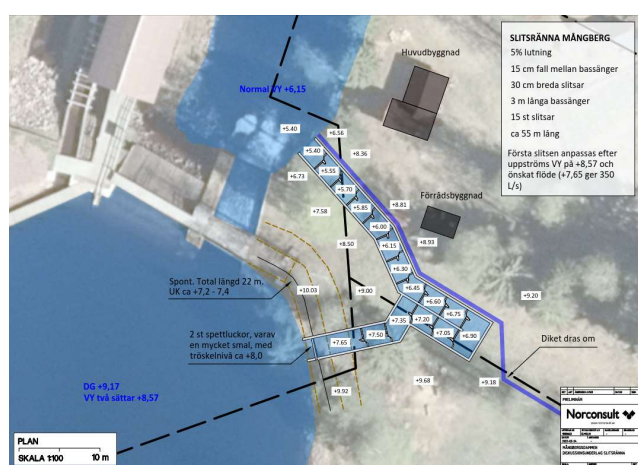 SLITSRÄNNA MÅNGBERG
5% lutning
15 cm fall mellan bassänger
30 cm breda slitsar
3 m långa bassänger
15 st slitsar
ca 55 m lång
Första slitsen anpassas efter
uppströms VY på +8,57 och
önskat flöde (+7,65 ger 350
L/s)
Huvudbyggnad
Normal VY +6,15
+5.40
+6.56
+5.40
+8.36
+5.55
+6.73
+5.70
Förrådsbyggnad
+5.85
+8.81
+7.58
+6.00
+8.93
+6.15
+8.50
+6.30
Spont. Total längd 22 m.
UK ca +7,2 - 7,4
+10.03
+9.00
+6.45
+9.20
+6.60
+6.75
+7.35
+7.20
2 st spettluckor, varav
en mycket smal, med
tröskelnivå ca +8,0
+7.65
+7.50
+7.05
+6.90
Diket dras om
+9.92
+9.68
+9.18
DG +9,17
VY två sättar +8,57
PLAN
SKALA 1:100
10 m
PRELIMINÄR
Norconsult
DISKUSSIONSUNDERLAG SLITSRÄNNA